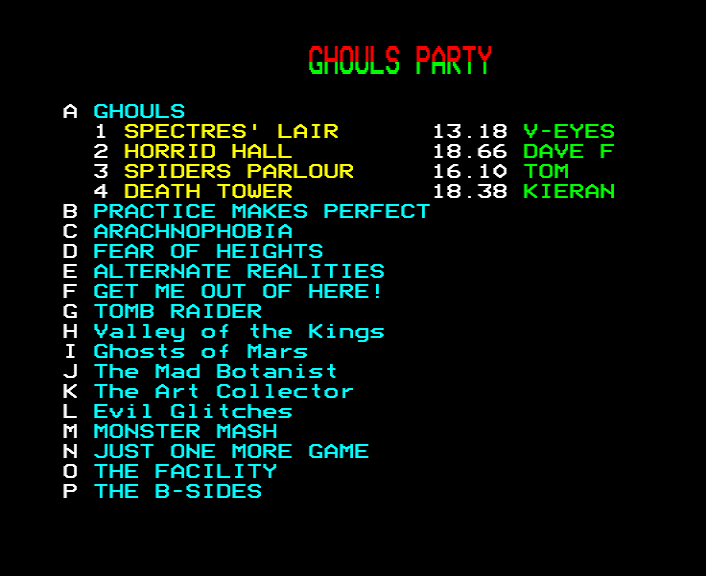 GHOULS PARTY
A GHOULS
1 SPECTRES' LAIR 13.18 V-EYES
2 HORRID HALL 18.66 DAVE F
3 SPIDERS PARLOUR 16.10 TOM
4 DEATH TOWER 18.38 KIERAN
B PRACTICE MAKES PERFECT
C ARACHNOPHOBIA
D FEAR OF HEIGHTS
E ALTERNATE REALITIES
F GET ME OUT OF HERE!
G TOMB RAIDER
H Valley of the Kings
I Ghosts of Mars
J The Mad Botanist
K The Art Collector
L Evil Glitches
M MONSTER MASH
N JUST ONE MORE GAME
O THE FACILITY
P THE B-SIDES